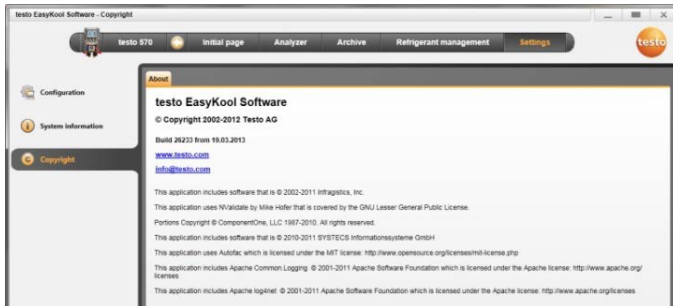 testo EasyKool Software - Copyright
testo 570 Initial page Analyzer Archive Refrigerant management Settings
testo
About
Configuration
System information
Copyright
testo EasyKool Software
© Copyright 2002-2012 Testo AG
Build 26233 from 19.03.2013
www.testo.com
info@testo.com
This application includes software that is © 2002-2011 Infragistics, Inc.
This application uses NValidate by Mike Hofer that is covered by the GNU Lesser General Public License.
Portions Copyright © ComponentOne, LLC 1987-2010. All rights reserved.
This application includes software that is © 2010-2011 SYSTECS Informationssysteme GmbH
This application uses Autofac which is licensed under the MIT license: http://www.opensource.org/licenses/mit-license.php
This application includes Apache Common.Logging © 2001-2011 Apache Software Foundation which is licensed under the Apache license: http://www.apache.org/
licenses
This application includes Apache log4net © 2001-2011 Apache Software Foundation which is licensed under the Apache license: http://www.apache.org/licenses